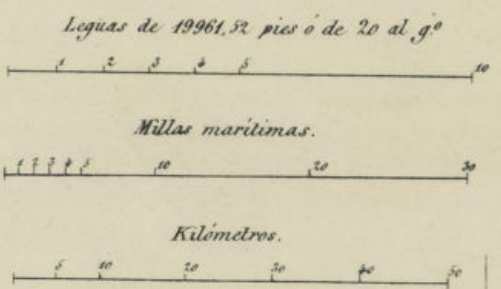 Leguas de 19961,52 pies ó de 20 al g.º
1 2 3 4 5 10
Millas marítimas.
1 2 3 4 5 10 20 30
Kilómetros.
5 10 20 30 40 50